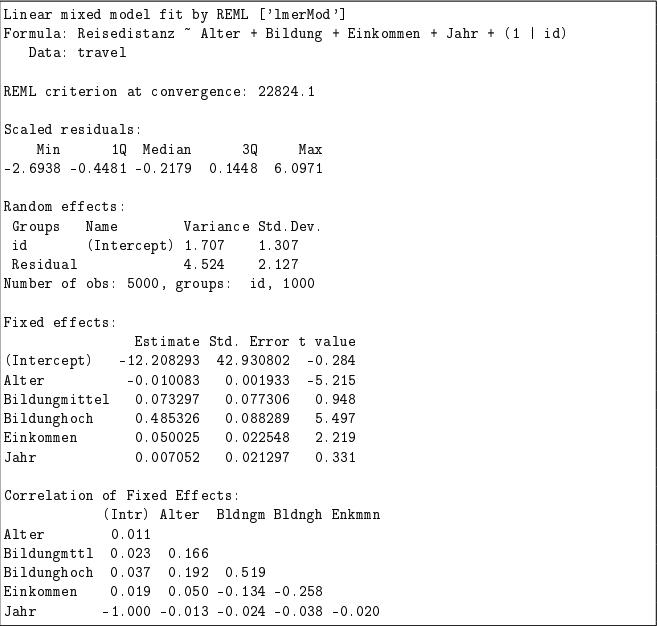 Linear mixed model fit by REML ['lmerMod']
Formula: Reisedistanz ~ Alter + Bildung + Einkommen + Jahr + (1 | id)
   Data: travel

REML criterion at convergence: 22824.1

Scaled residuals:
    Min      1Q  Median      3Q     Max
-2.6938 -0.4481 -0.2179  0.1448  6.0971

Random effects:
 Groups   Name        Variance Std.Dev.
 id       (Intercept) 1.707    1.307
 Residual             4.524    2.127
Number of obs: 5000, groups:  id, 1000

Fixed effects:
                Estimate Std. Error t value
(Intercept)   -12.208293  42.930802  -0.284
Alter          -0.010083   0.001933  -5.215
Bildungmittel   0.073297   0.077306   0.948
Bildunghoch     0.485326   0.088289   5.497
Einkommen       0.050025   0.022548   2.219
Jahr            0.007052   0.021297   0.331

Correlation of Fixed Effects:
            (Intr) Alter  Bldngm Bldngh Enkmmn
Alter        0.011
Bildungmttl  0.023  0.166
Bildunghoch  0.037  0.192  0.519
Einkommen    0.019  0.050 -0.134 -0.258
Jahr        -1.000 -0.013 -0.024 -0.038 -0.020